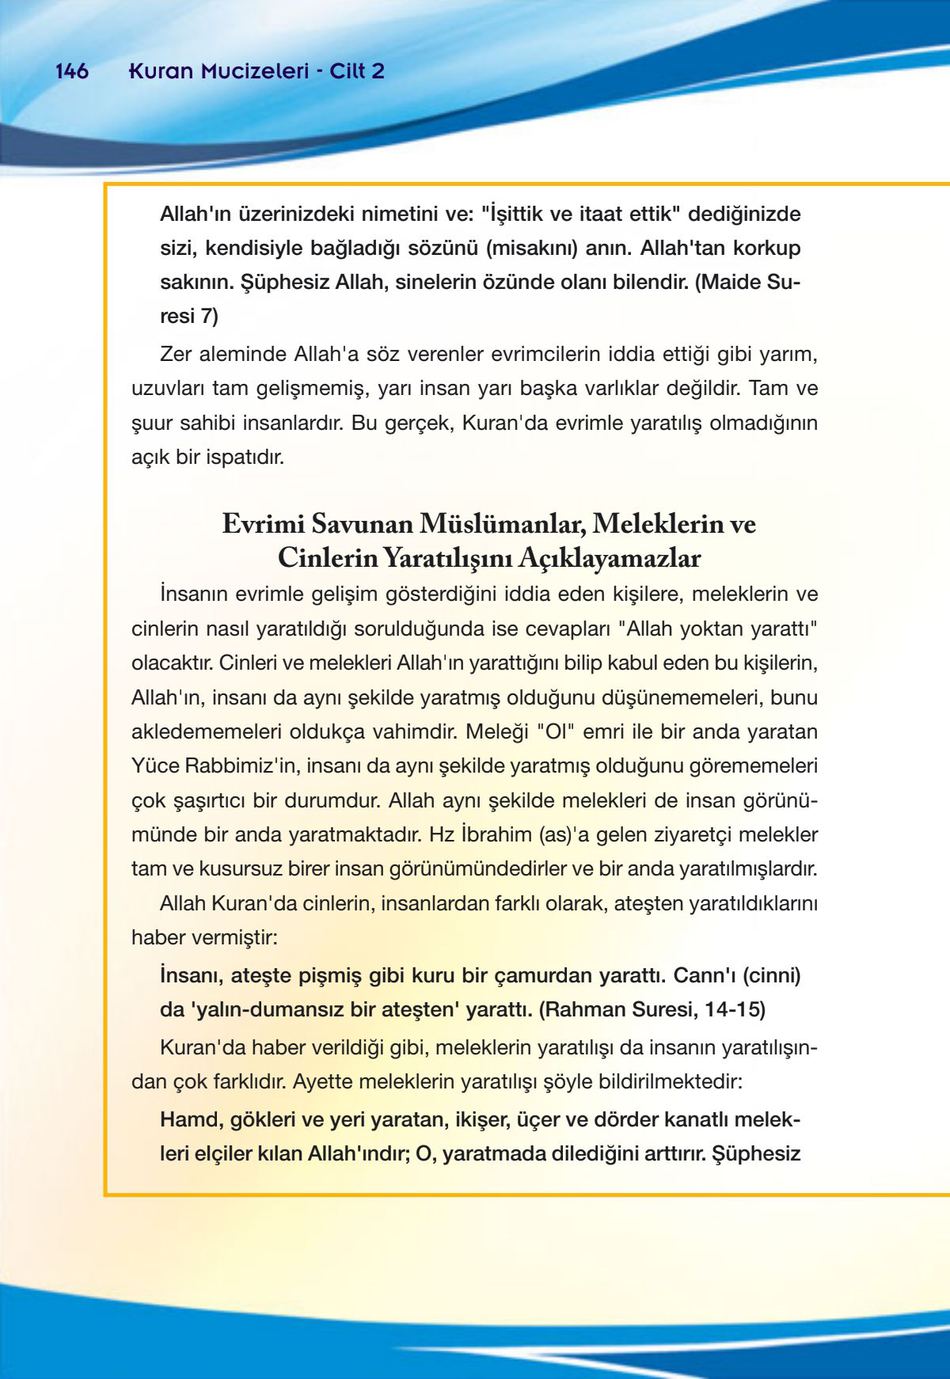 146 Kuran Mucizeleri - Cilt 2
Allah'ın üzerinizdeki nimetini ve: "İşittik ve itaat ettik" dediğinizde
sizi, kendisiyle bağladığı sözünü (misakını) anın. Allah'tan korkup
sakının. Şüphesiz Allah, sinelerin özünde olanı bilendir. (Maide Su-
resi 7)
Zer aleminde Allah'a söz verenler evrimcilerin iddia ettiği gibi yarım,
uzuvları tam gelişmemiş, yarı insan yarı başka varlıklar değildir. Tam ve
şuur sahibi insanlardır. Bu gerçek, Kuran'da evrimle yaratılış olmadığının
açık bir ispatıdır.
Evrimi Savunan Müslümanlar, Meleklerin ve
Cinlerin Yaratılışını Açıklayamazlar
İnsanın evrimle gelişim gösterdiğini iddia eden kişilere, meleklerin ve
cinlerin nasıl yaratıldığı sorulduğunda ise cevapları "Allah yoktan yarattı"
olacaktır. Cinleri ve melekleri Allah'ın yarattığını bilip kabul eden bu kişilerin,
Allah'ın, insanı da aynı şekilde yaratmış olduğunu düşünememeleri, bunu
akledememeleri oldukça vahimdir. Meleği "Ol" emri ile bir anda yaratan
Yüce Rabbimiz'in, insanı da aynı şekilde yaratmış olduğunu görememeleri
çok şaşırtıcı bir durumdur. Allah aynı şekilde melekleri de insan görünü-
münde bir anda yaratmaktadır. Hz İbrahim (as)'a gelen ziyaretçi melekler
tam ve kusursuz birer insan görünümündedirler ve bir anda yaratılmışlardır.
Allah Kuran'da cinlerin, insanlardan farklı olarak, ateşten yaratıldıklarını
haber vermiştir:
İnsanı, ateşte pişmiş gibi kuru bir çamurdan yarattı. Cann'ı (cinni)
da 'yalın-dumansız bir ateşten' yarattı. (Rahman Suresi, 14-15)
Kuran'da haber verildiği gibi, meleklerin yaratılışı da insanın yaratılışın-
dan çok farklıdır. Ayette meleklerin yaratılışı şöyle bildirilmektedir:
Hamd, gökleri ve yeri yaratan, ikişer, üçer ve dörder kanatlı melek-
leri elçiler kılan Allah'ındır; O, yaratmada dilediğini arttırır. Şüphesiz